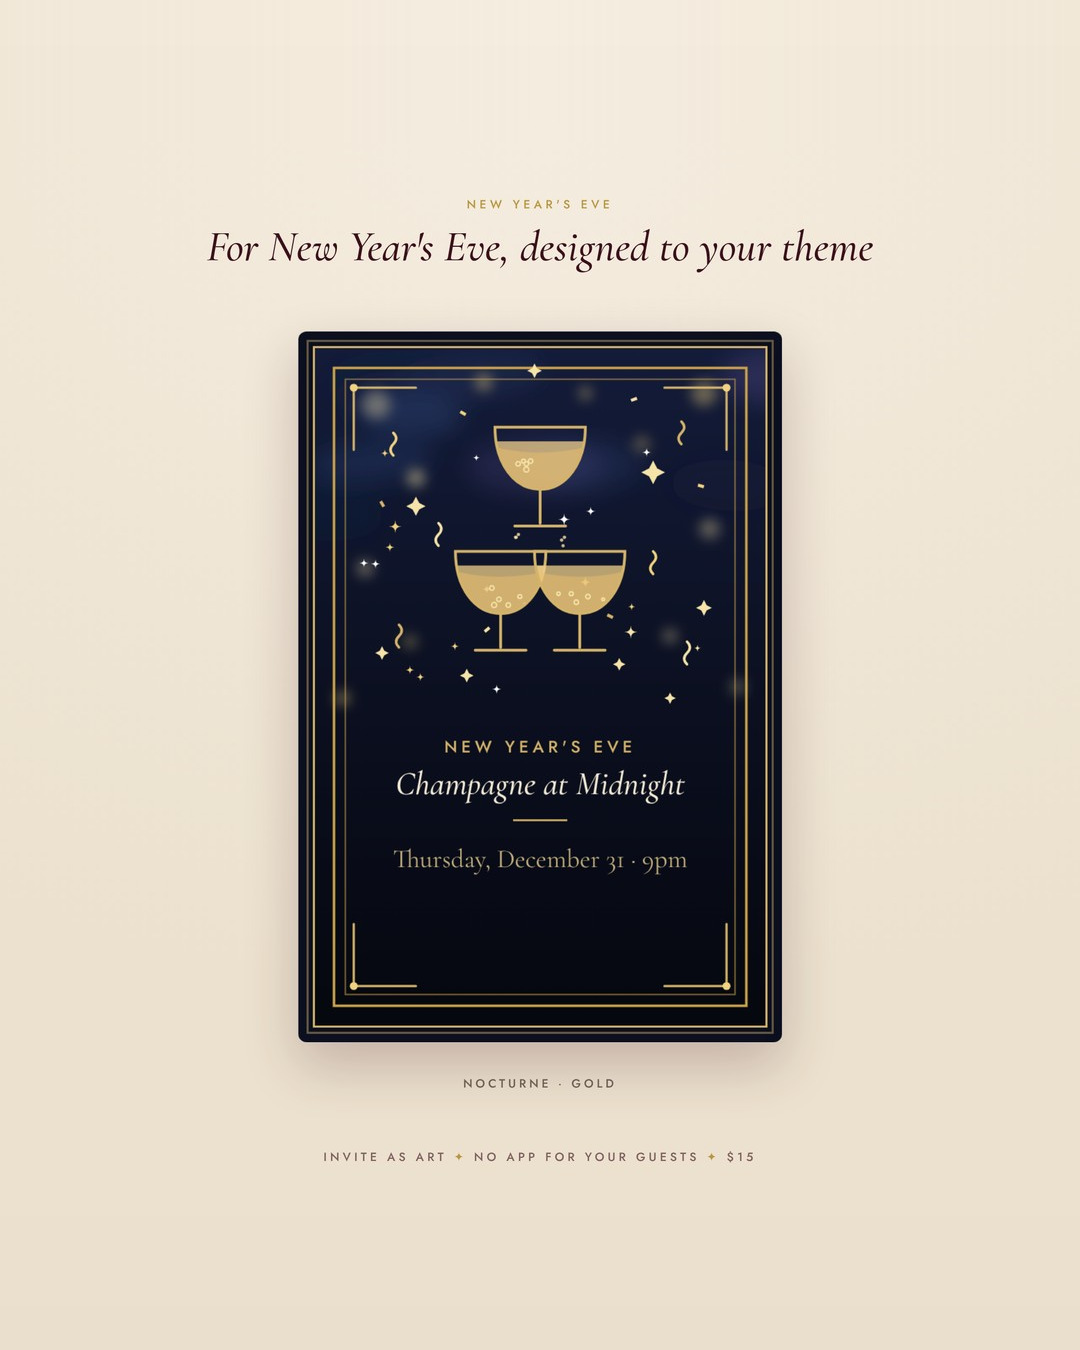 NEW YEAR'S EVE
For New Year's Eve, designed to your theme
NEW YEAR'S EVE
Champagne at Midnight
Thursday, December 31 · 9pm
NOCTURNE · GOLD
INVITE AS ART ✦ NO APP FOR YOUR GUESTS ✦ $15